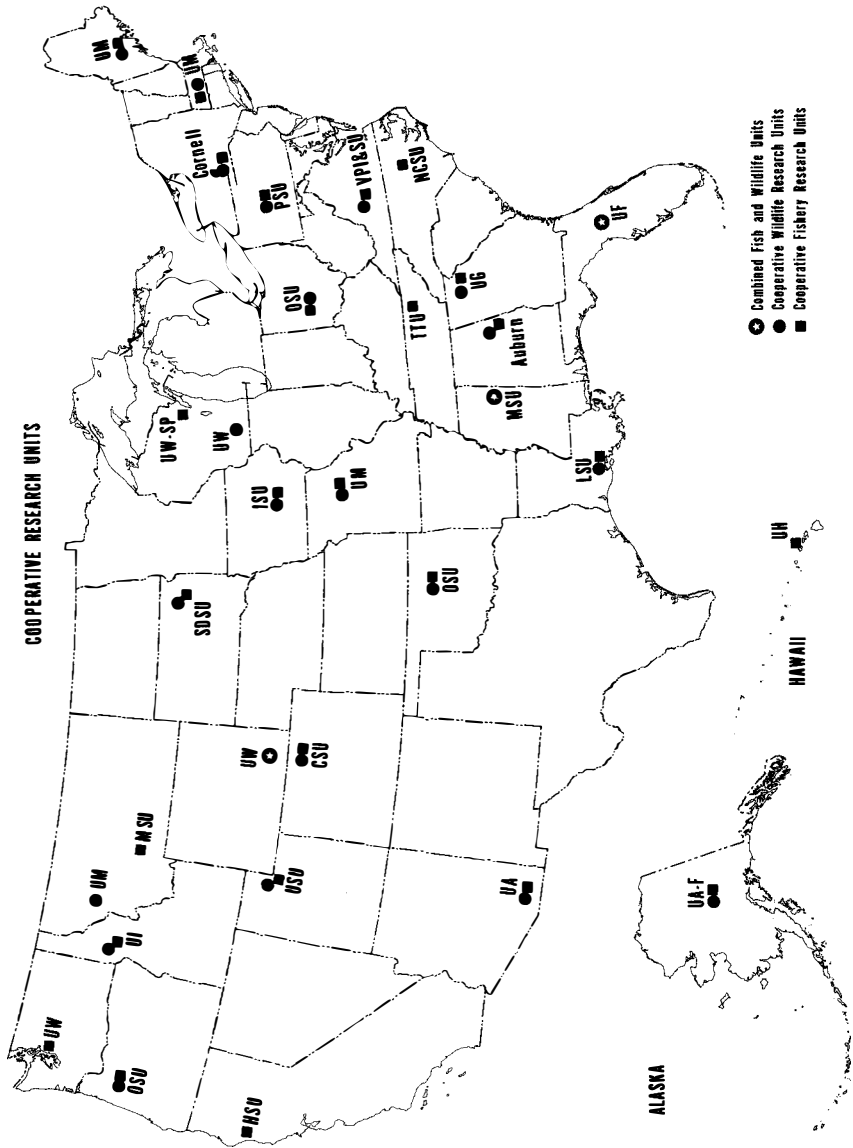 COOPERATIVE RESEARCH UNITS
UW
OSU
HSU
UI
UM
MSU
USU
UA
UW
CSU
SDSU
OSU
ISU
UM
UW-SP
UW
LSU
MSU
Auburn
TTU
UG
OSU
PSU
Cornell
UM
UM
VPI&SU
NCSU
UF
ALASKA
UA-F
HAWAII
UH
Combined Fish and Wildlife Units
Cooperative Wildlife Research Units
Cooperative Fishery Research Units